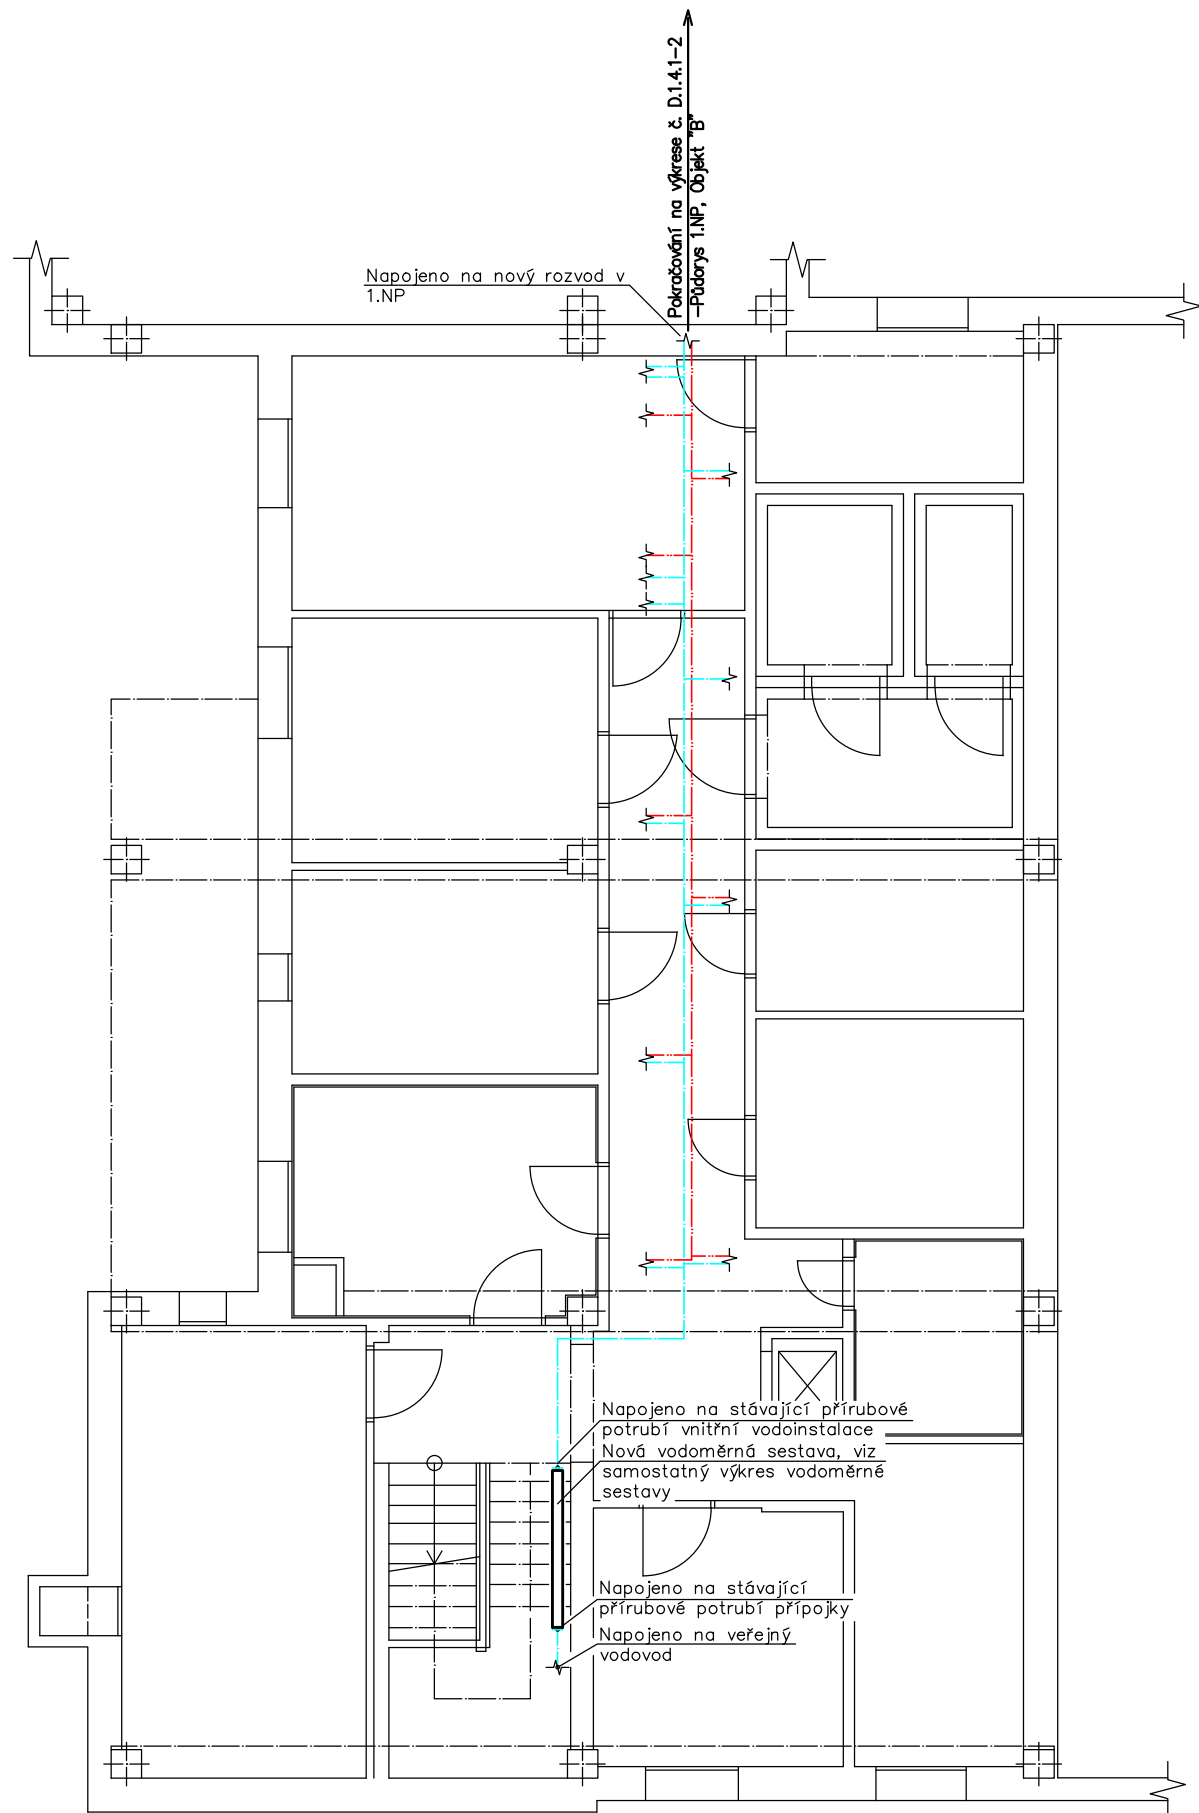 Pokračování na výkrese č. D.1.4.1-2
-Půdorys 1.NP, Objekt "B"
Napojeno na nový rozvod v
1.NP
Napojeno na stávající přírubové
potrubí vnitřní vodoinstalace
Nová vodoměrná sestava, viz
samostatný výkres vodoměrné
sestavy
Napojeno na stávající
přírubové potrubí přípojky
Napojeno na veřejný
vodovod